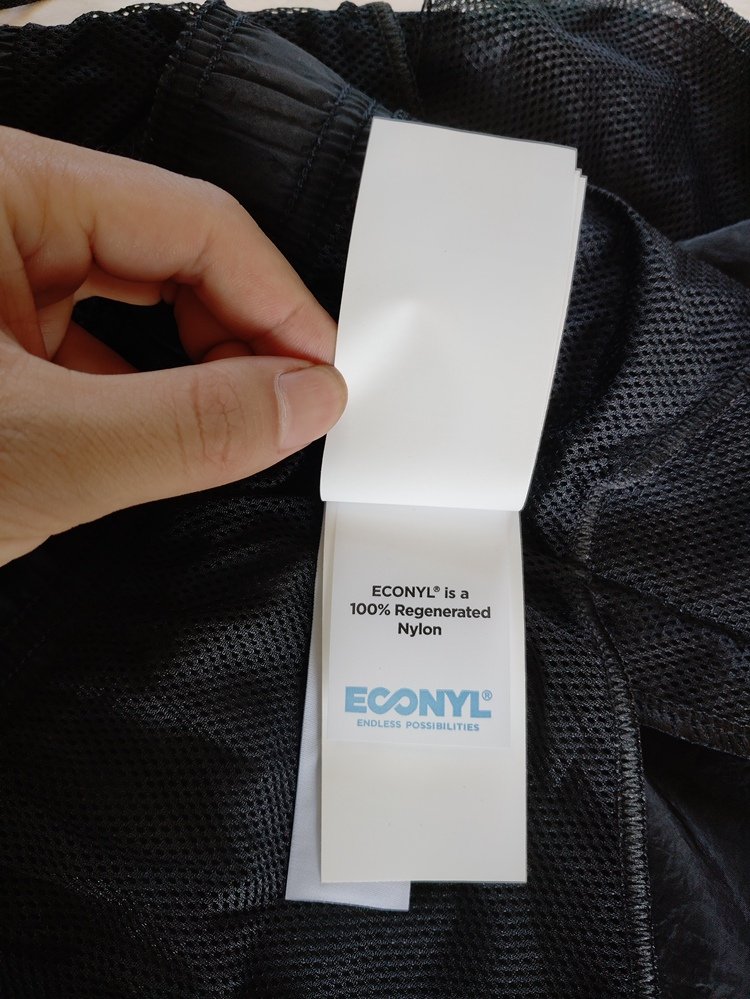 ECONYL® is a
100% Regenerated
Nylon
ECONYL®
ENDLESS POSSIBILITIES